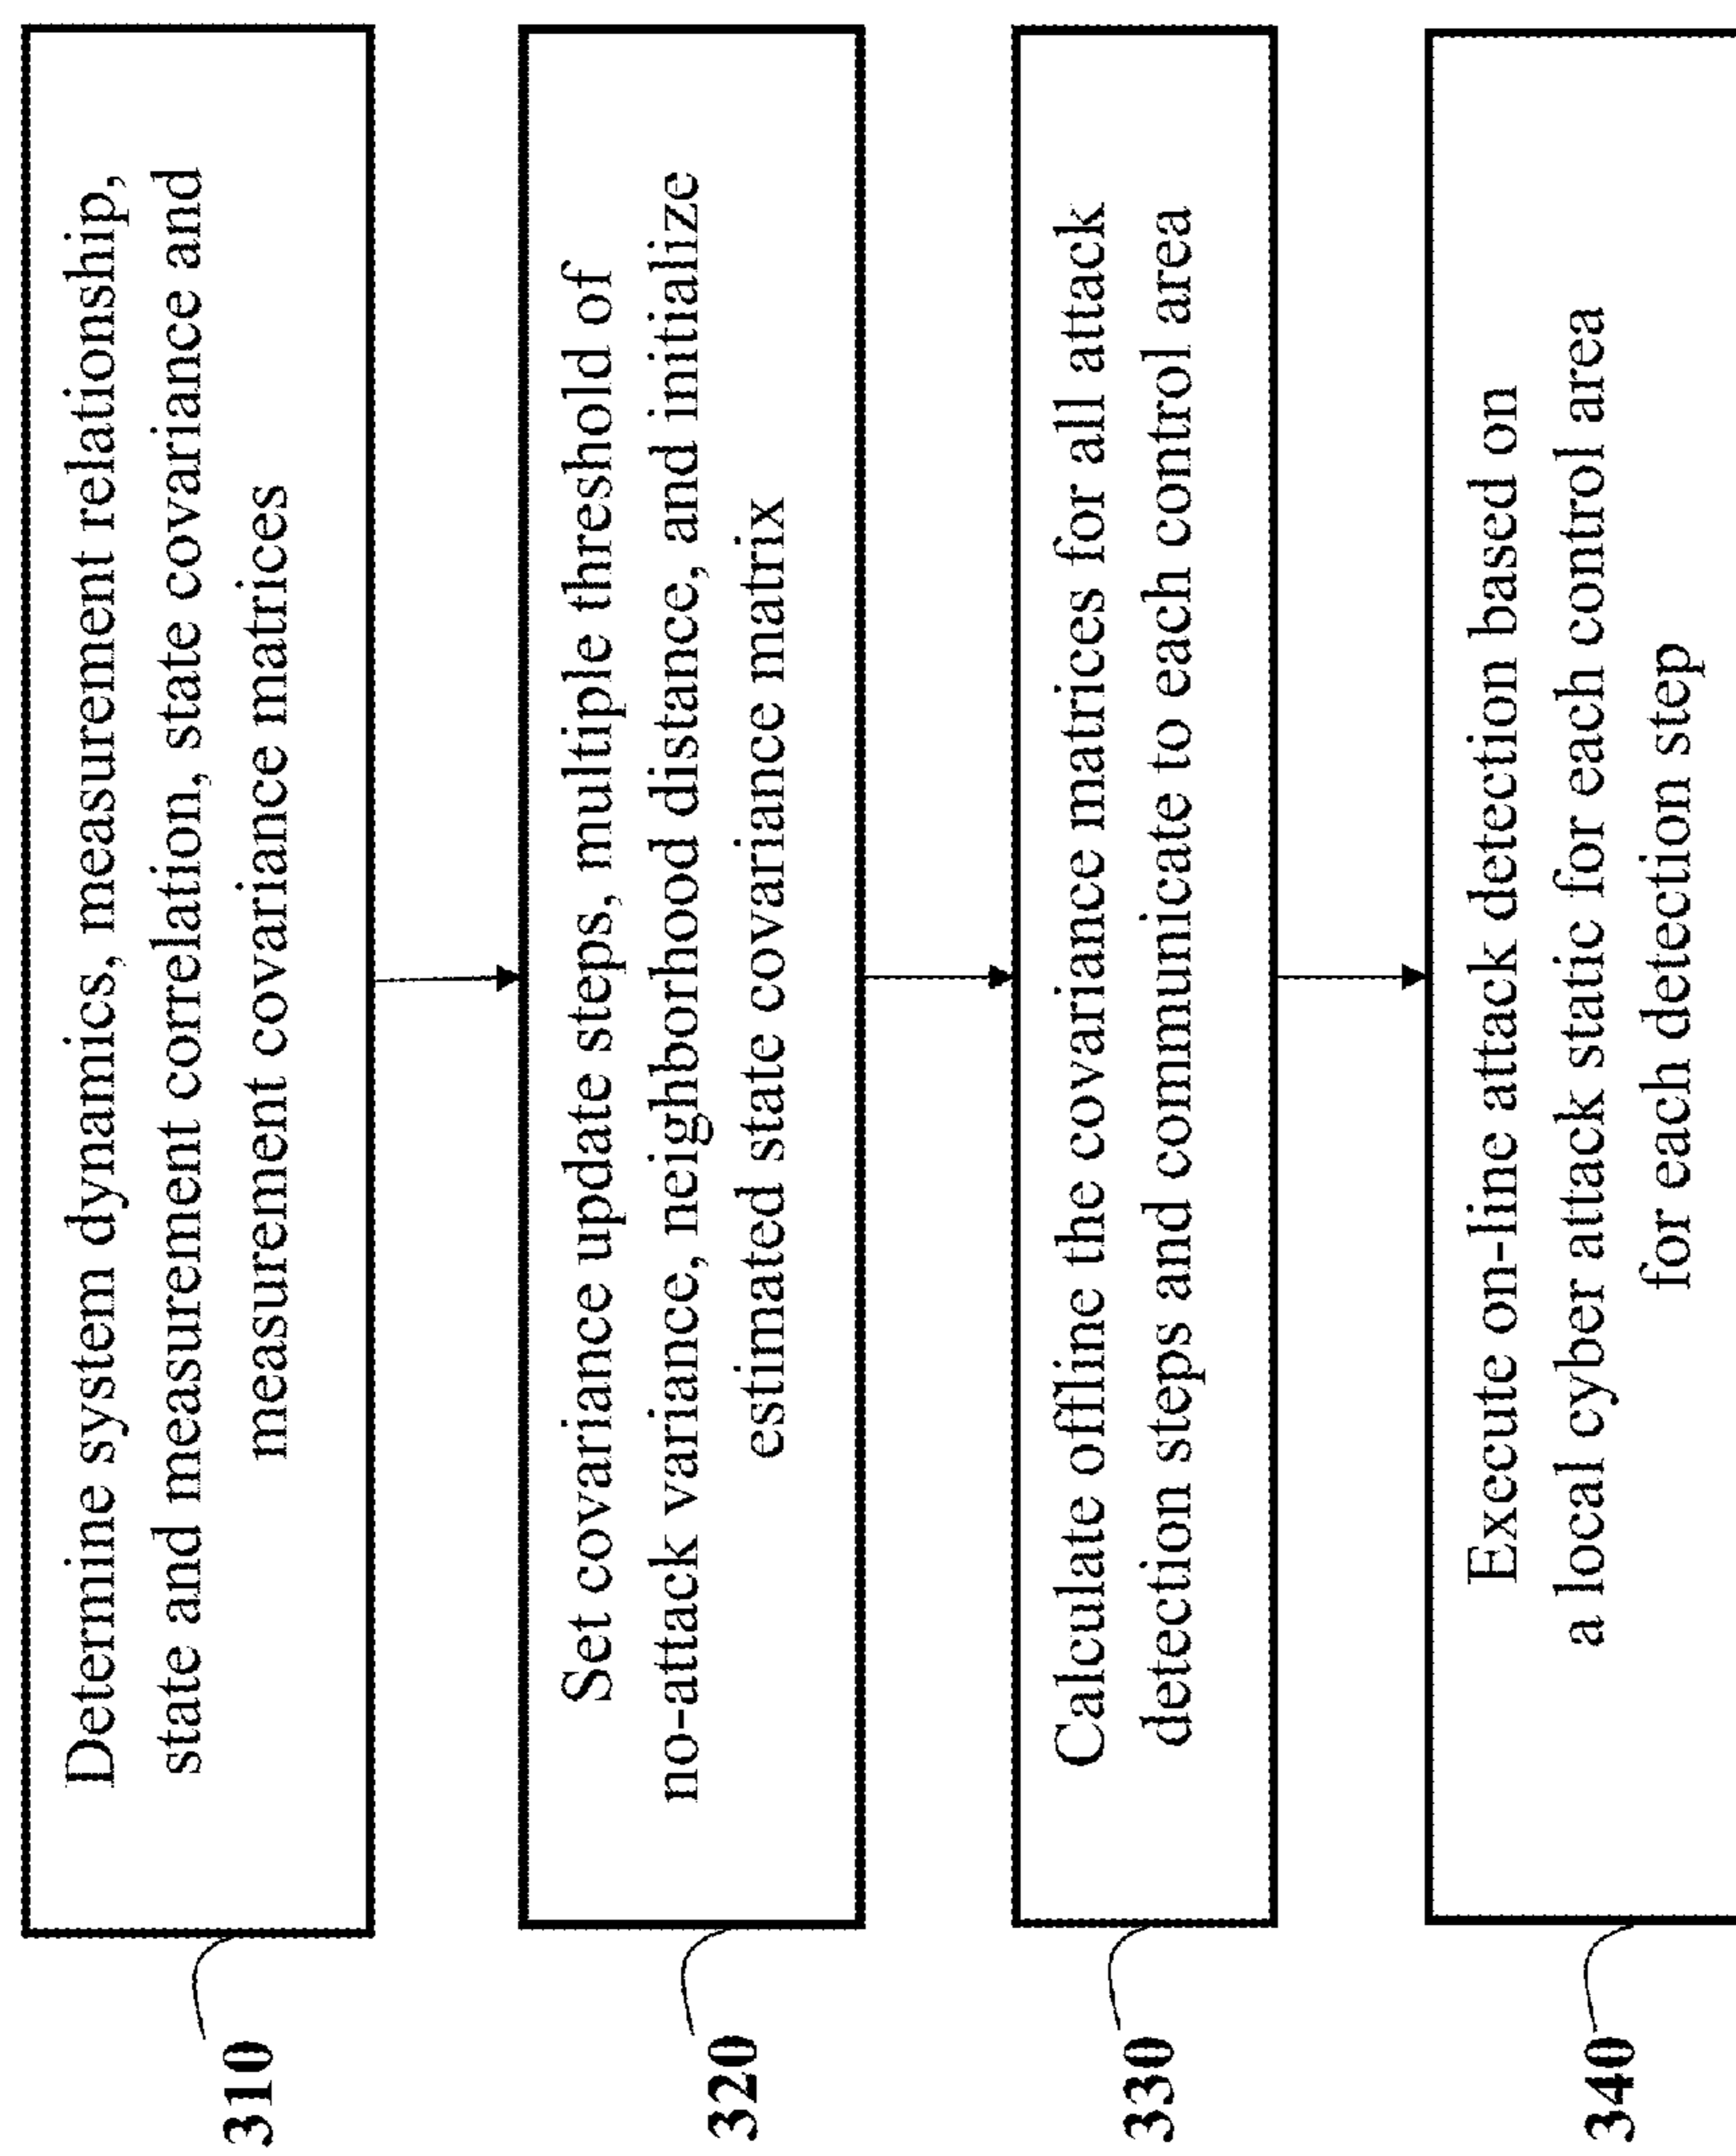 310
Determine system dynamics, measurement relationship,
state and measurement correlation, state covariance and
measurement covariance matrices
320
Set covariance update steps, multiple threshold of
no-attack variance, neighborhood distance, and initialize
estimated state covariance matrix
330
Calculate offline the covariance matrices for all attack
detection steps and communicate to each control area
340
Execute on-line attack detection based on
a local cyber attack static for each control area
for each detection step